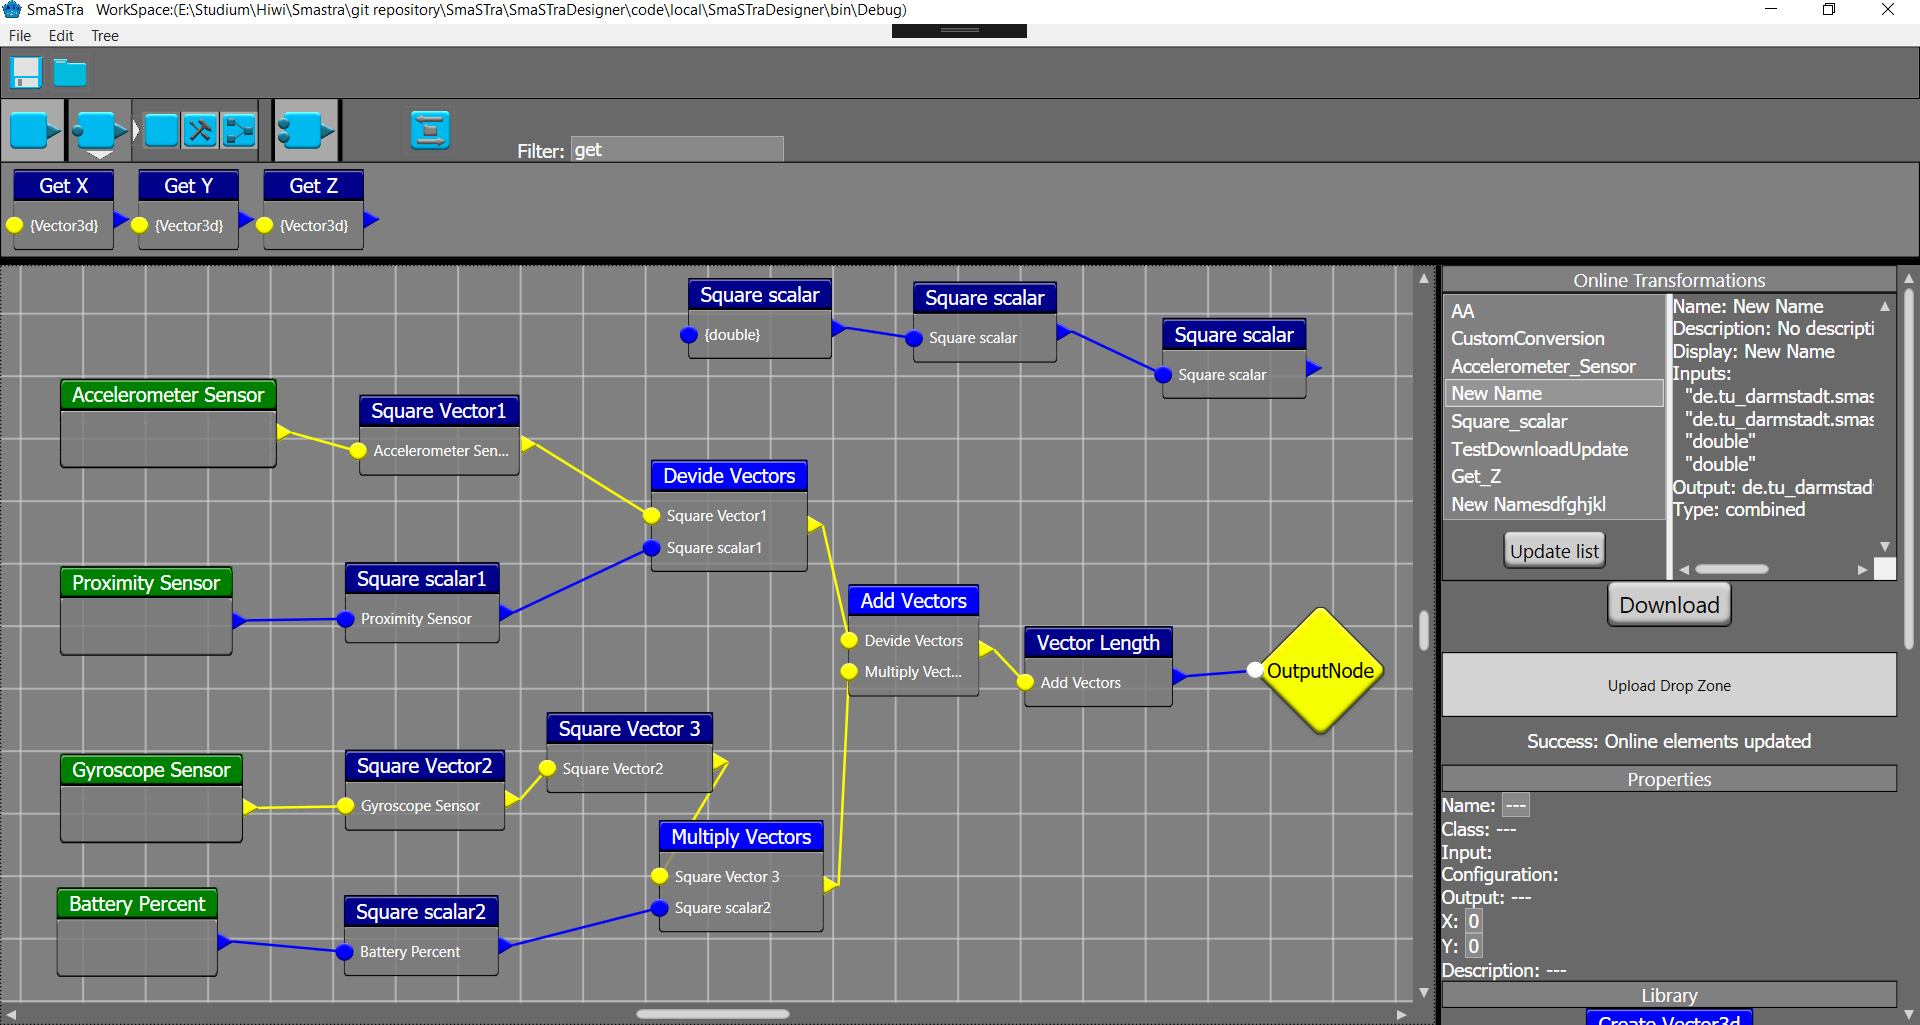 SmaSTra   WorkSpace:(E:\Studium\Hiwi\Smastra\git repository\SmaSTra\SmaSTraDesigner\code\local\SmaSTraDesigner\bin\Debug)
File Edit Tree
Filter: get
Get X
{Vector3d}
Get Y
{Vector3d}
Get Z
{Vector3d}
Square scalar
{double}
Square scalar
Square scalar
Square scalar
Square scalar
Accelerometer Sensor
Square Vector1
Accelerometer Sen...
Devide Vectors
Square Vector1
Square scalar1
Proximity Sensor
Square scalar1
Proximity Sensor
Add Vectors
Devide Vectors
Multiply Vect...
Vector Length
Add Vectors
OutputNode
Gyroscope Sensor
Square Vector2
Gyroscope Sensor
Square Vector 3
Square Vector2
Multiply Vectors
Square Vector 3
Square scalar2
Battery Percent
Square scalar2
Battery Percent
Online Transformations
AA
CustomConversion
Accelerometer_Sensor
New Name
Square_scalar
TestDownloadUpdate
Get_Z
New Namesdfghjkl
Update list
Name: New Name
Description: No descripti
Display: New Name
Inputs:
"de.tu_darmstadt.smas
"de.tu_darmstadt.smas
"double"
"double"
Output: de.tu_darmstad
Type: combined
Download
Upload Drop Zone
Success: Online elements updated
Properties
Name: ---
Class: ---
Input:
Configuration:
Output: ---
X: 0
Y: 0
Description: ---
Library
Create Vector3d